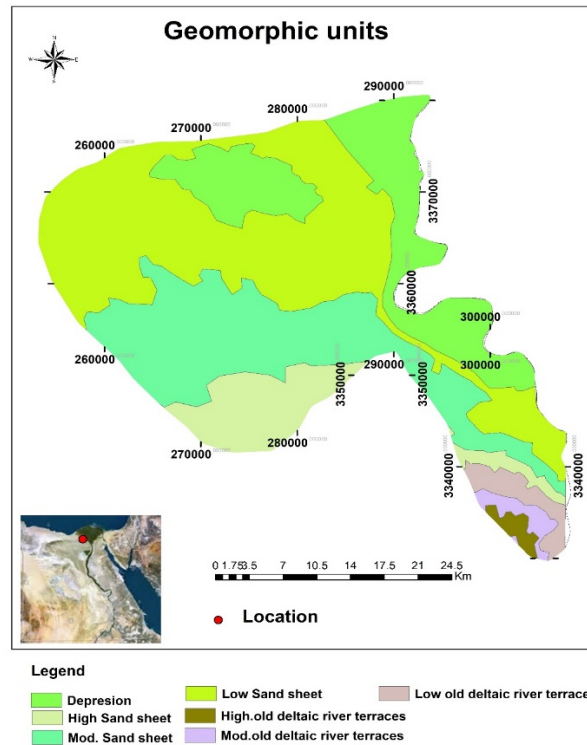 Geomorphic units
N
W
E
S
290000
280000
270000
260000
3370000
3360000
300000
300000
260000
290000
3350000
3350000
280000
270000
3340000
3340000
0 1.75 3.5 7 10.5 14 17.5 21 24.5
Km
Location
Legend
Depresion
Low Sand sheet
Low old deltaic river terraces
High Sand sheet
High.old deltaic river terraces
Mod. Sand sheet
Mod.old deltaic river terraces